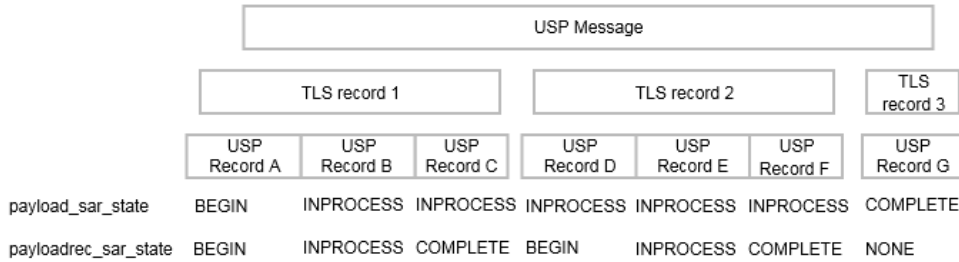 USP Message
TLS record 1
TLS record 2
TLS
record 3
USP
Record A
USP
Record B
USP
Record C
USP
Record D
USP
Record E
USP
Record F
USP
Record G
payload_sar_state BEGIN INPROCESS INPROCESS INPROCESS INPROCESS INPROCESS COMPLETE
payloadrec_sar_state BEGIN INPROCESS COMPLETE BEGIN INPROCESS COMPLETE NONE